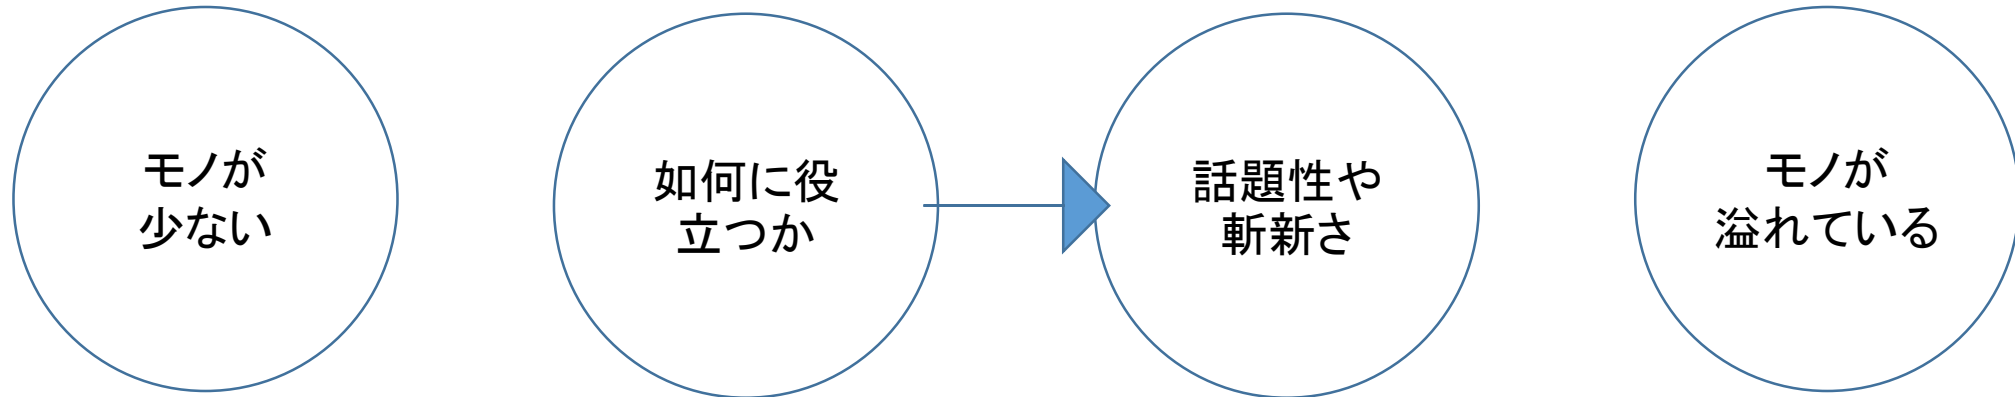 モノが
少ない
如何に役
立つか
話題性や
斬新さ
モノが
溢れている